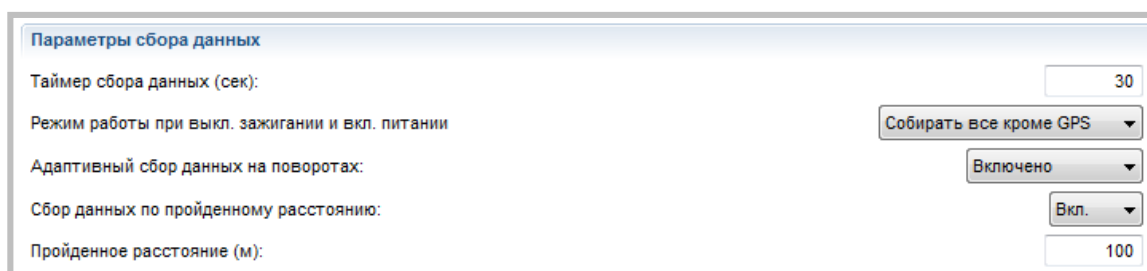 Параметры сбора данных
Таймер сбора данных (сек): 30
Режим работы при выкл. зажигании и вкл. питании Собирать все кроме GPS
Адаптивный сбор данных на поворотах: Включено
Сбор данных по пройденному расстоянию: Вкл.
Пройденное расстояние (м): 100